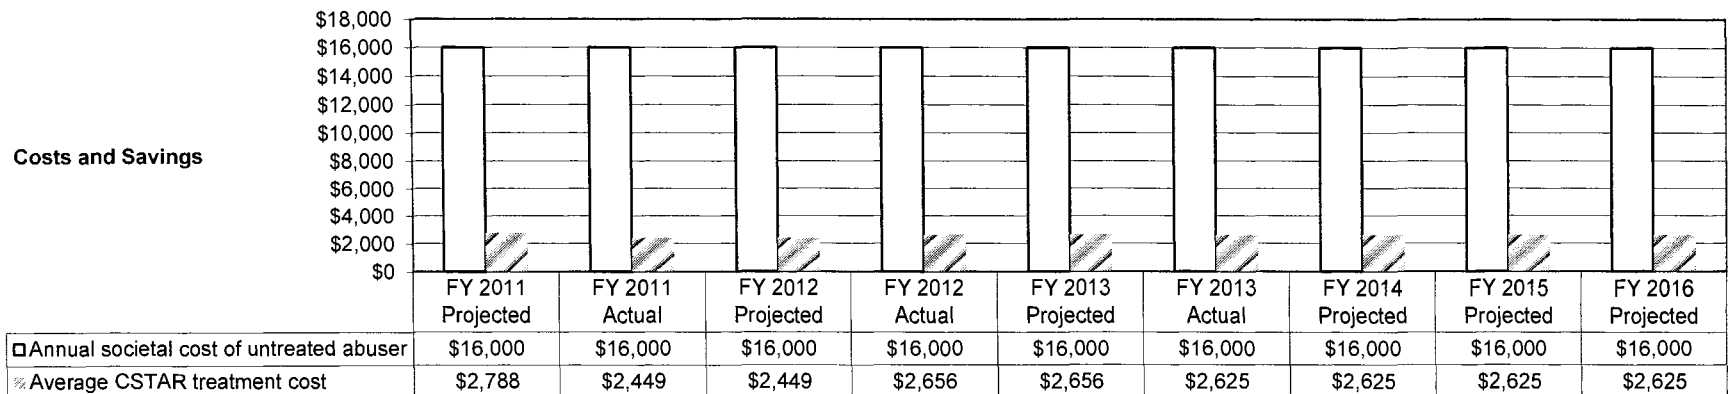 $18,000
$16,000
$14,000
$12,000
$10,000
$8,000
$6,000
$4,000
$2,000
$0
Costs and Savings
FY 2011 Projected FY 2011 Actual FY 2012 Projected FY 2012 Actual FY 2013 Projected FY 2013 Actual FY 2014 Projected FY 2015 Projected FY 2016 Projected
Annual societal cost of untreated abuser $16,000 $16,000 $16,000 $16,000 $16,000 $16,000 $16,000 $16,000 $16,000
Average CSTAR treatment cost $2,788 $2,449 $2,449 $2,656 $2,656 $2,625 $2,625 $2,625 $2,625